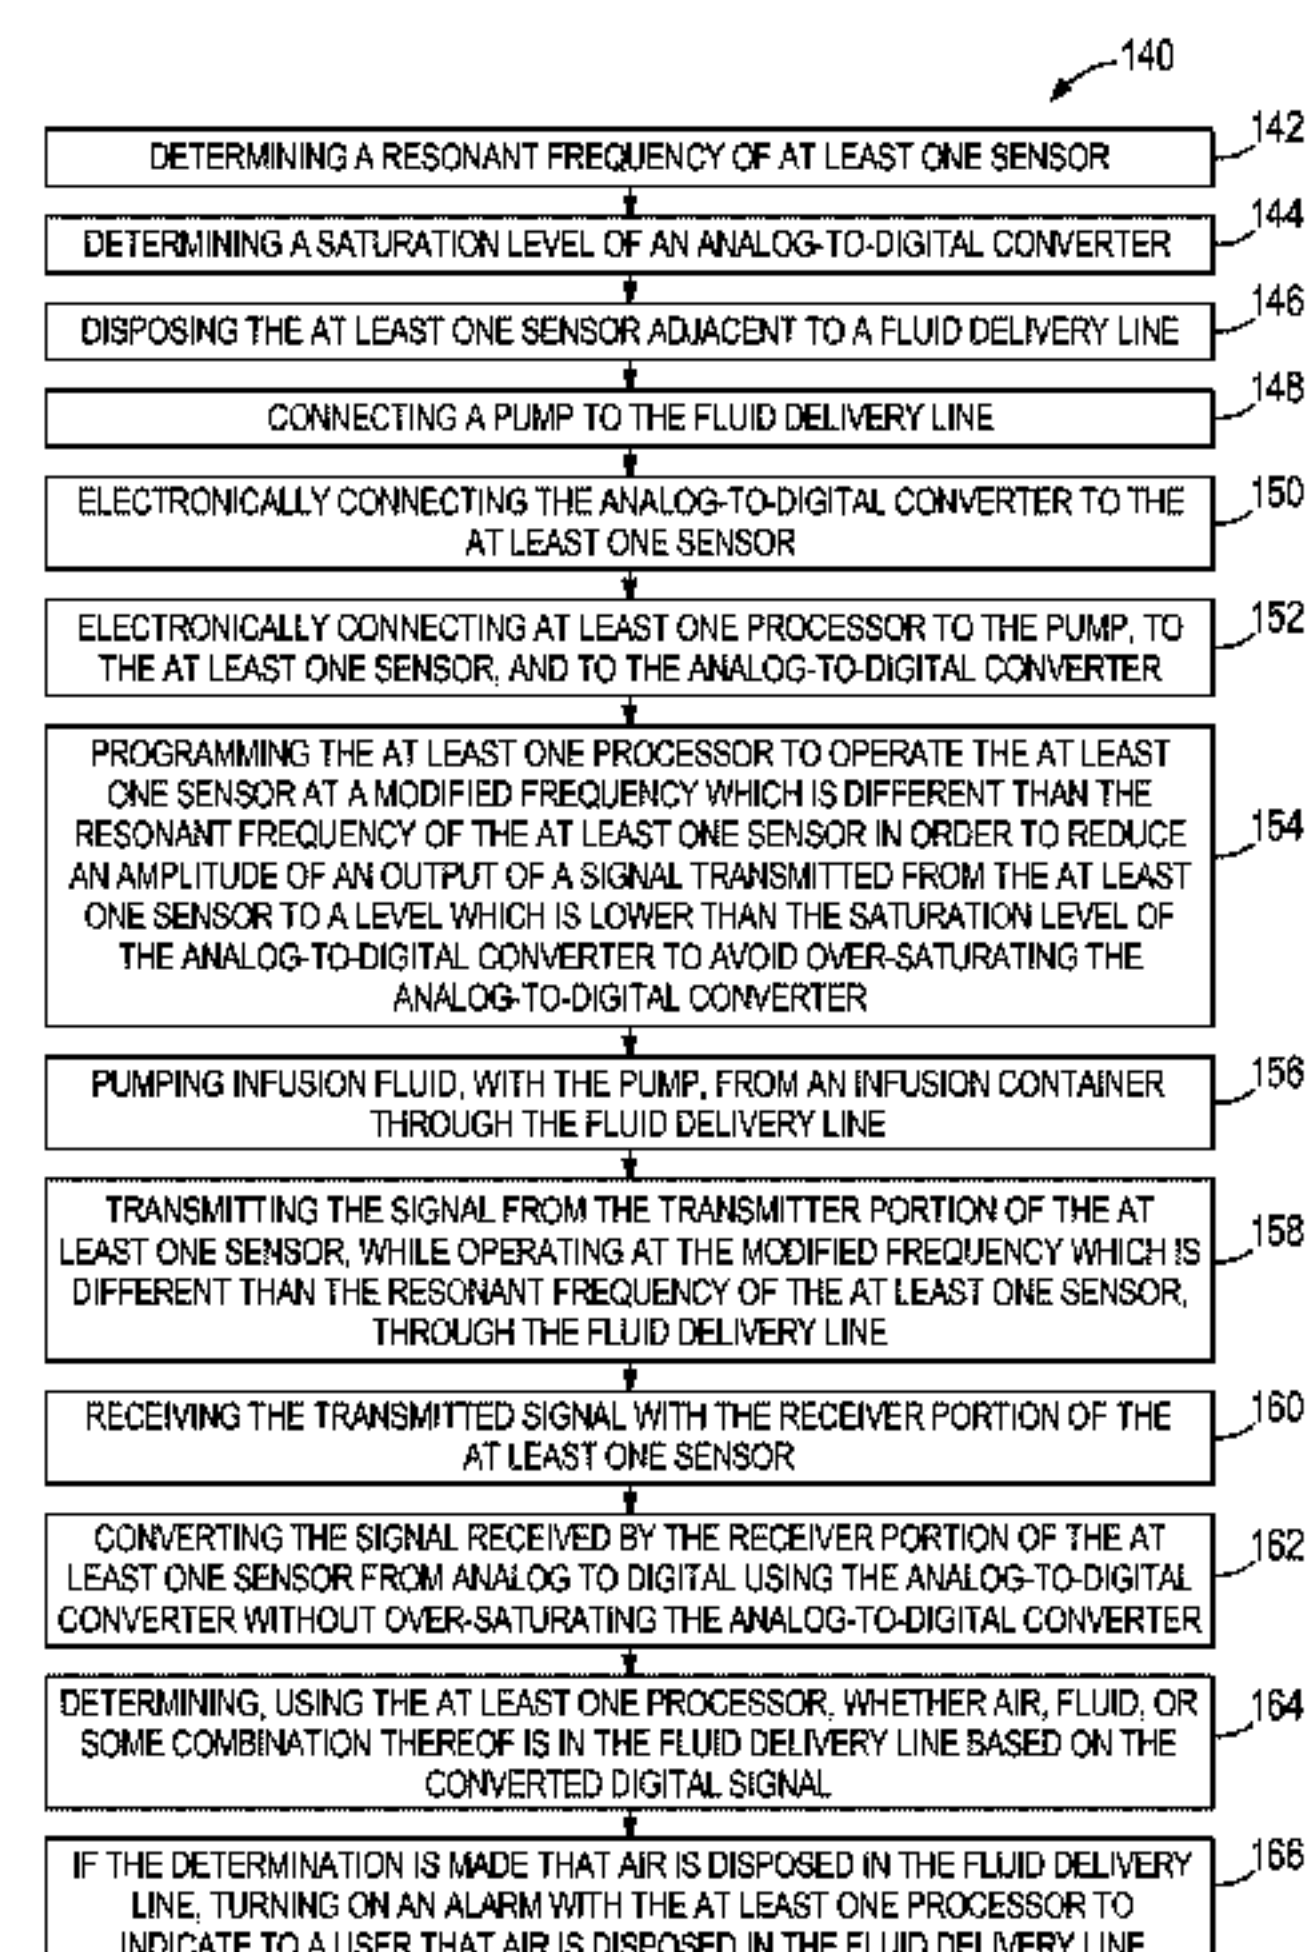 140
142
DETERMINING A RESONANT FREQUENCY OF AT LEAST ONE SENSOR
144
DETERMINING A SATURATION LEVEL OF AN ANALOG-TO-DIGITAL CONVERTER
146
DISPOSING THE AT LEAST ONE SENSOR ADJACENT TO A FLUID DELIVERY LINE
148
CONNECTING A PUMP TO THE FLUID DELIVERY LINE
150
ELECTRONICALLY CONNECTING THE ANALOG-TO-DIGITAL CONVERTER TO THE
AT LEAST ONE SENSOR
152
ELECTRONICALLY CONNECTING AT LEAST ONE PROCESSOR TO THE PUMP, TO
THE AT LEAST ONE SENSOR, AND TO THE ANALOG-TO-DIGITAL CONVERTER
154
PROGRAMMING THE AT LEAST ONE PROCESSOR TO OPERATE THE AT LEAST
ONE SENSOR AT A MODIFIED FREQUENCY WHICH IS DIFFERENT THAN THE
RESONANT FREQUENCY OF THE AT LEAST ONE SENSOR IN ORDER TO REDUCE
AN AMPLITUDE OF AN OUTPUT OF A SIGNAL TRANSMITTED FROM THE AT LEAST
ONE SENSOR TO A LEVEL WHICH IS LOWER THAN THE SATURATION LEVEL OF
THE ANALOG-TO-DIGITAL CONVERTER TO AVOID OVER-SATURATING THE
ANALOG-TO-DIGITAL CONVERTER
156
PUMPING INFUSION FLUID, WITH THE PUMP, FROM AN INFUSION CONTAINER
THROUGH THE FLUID DELIVERY LINE
158
TRANSMITTING THE SIGNAL FROM THE TRANSMITTER PORTION OF THE AT
LEAST ONE SENSOR, WHILE OPERATING AT THE MODIFIED FREQUENCY WHICH IS
DIFFERENT THAN THE RESONANT FREQUENCY OF THE AT LEAST ONE SENSOR,
THROUGH THE FLUID DELIVERY LINE
160
RECEIVING THE TRANSMITTED SIGNAL WITH THE RECEIVER PORTION OF THE
AT LEAST ONE SENSOR
162
CONVERTING THE SIGNAL RECEIVED BY THE RECEIVER PORTION OF THE AT
LEAST ONE SENSOR FROM ANALOG TO DIGITAL USING THE ANALOG-TO-DIGITAL
CONVERTER WITHOUT OVER-SATURATING THE ANALOG-TO-DIGITAL CONVERTER
164
DETERMINING, USING THE AT LEAST ONE PROCESSOR, WHETHER AIR, FLUID, OR
SOME COMBINATION THEREOF IS IN THE FLUID DELIVERY LINE BASED ON THE
CONVERTED DIGITAL SIGNAL
166
IF THE DETERMINATION IS MADE THAT AIR IS DISPOSED IN THE FLUID DELIVERY
LINE, TURNING ON AN ALARM WITH THE AT LEAST ONE PROCESSOR TO
INDICATE TO A USER THAT AIR IS DISPOSED IN THE FLUID DELIVERY LINE